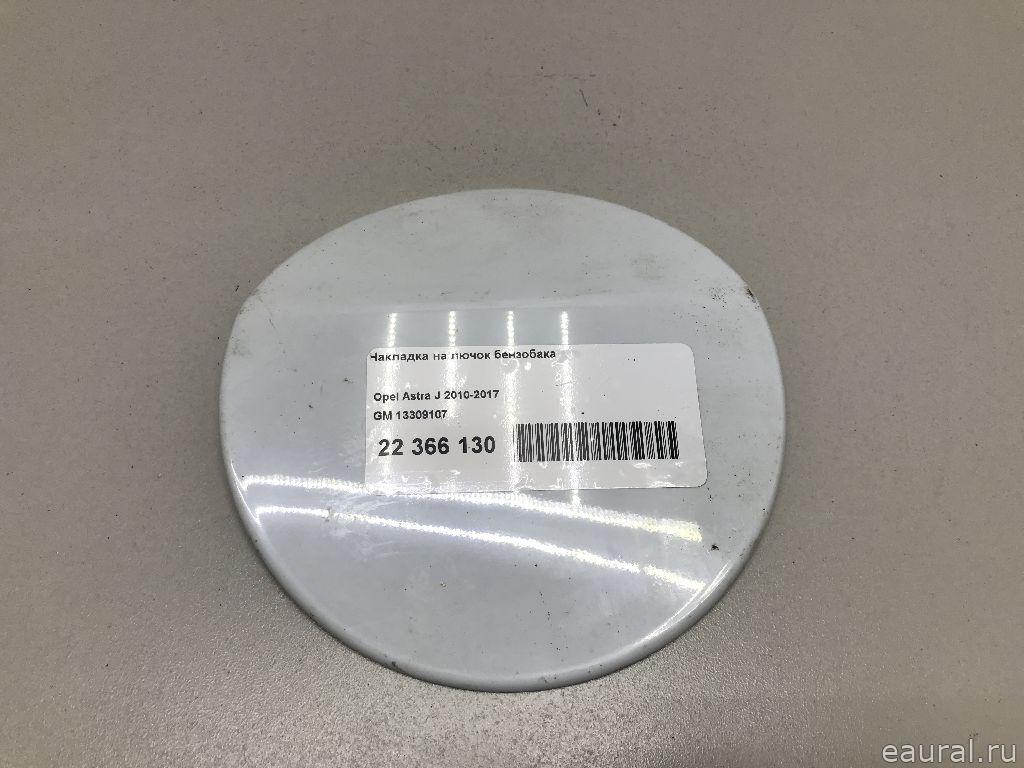 Накладка на лючок бензобака
Opel Astra J 2010-2017
GM 13309107
22 366 130
eaural.ru